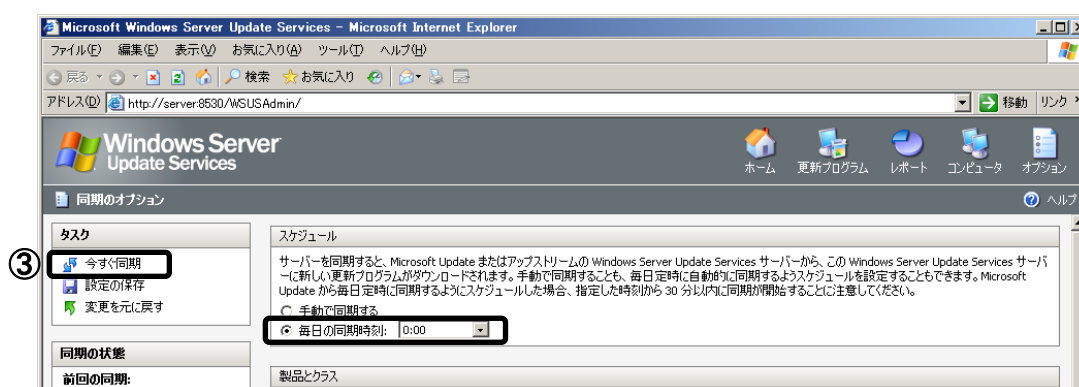 Microsoft Windows Server Update Services - Microsoft Internet Explorer
ファイル(F) 編集(E) 表示(V) お気に入り(A) ツール(T) ヘルプ(H)
戻る 検索 お気に入り
アドレス(D) http://server:8530/WSUSAdmin/ 移動 リンク
Windows Server
Update Services
ホーム 更新プログラム レポート コンピュータ オプション
同期のオプション ヘルプ
タスク
③ 今すぐ同期
設定の保存
変更を元に戻す
同期の状態
前回の同期:
スケジュール
サーバーを同期すると、Microsoft Update またはアップストリームの Windows Server Update Services サーバーから、この Windows Server Update Services サーバ
ーに新しい更新プログラムがダウンロードされます。手動で同期することも、毎日定時に自動的に同期するようスケジュールを設定することもできます。Microsoft
Update から毎日定時に同期するようにスケジュールした場合、指定した時刻から 30 分以内に同期が開始することに注意してください。
手動で同期する
毎日の同期時刻: 0:00
製品とクラス